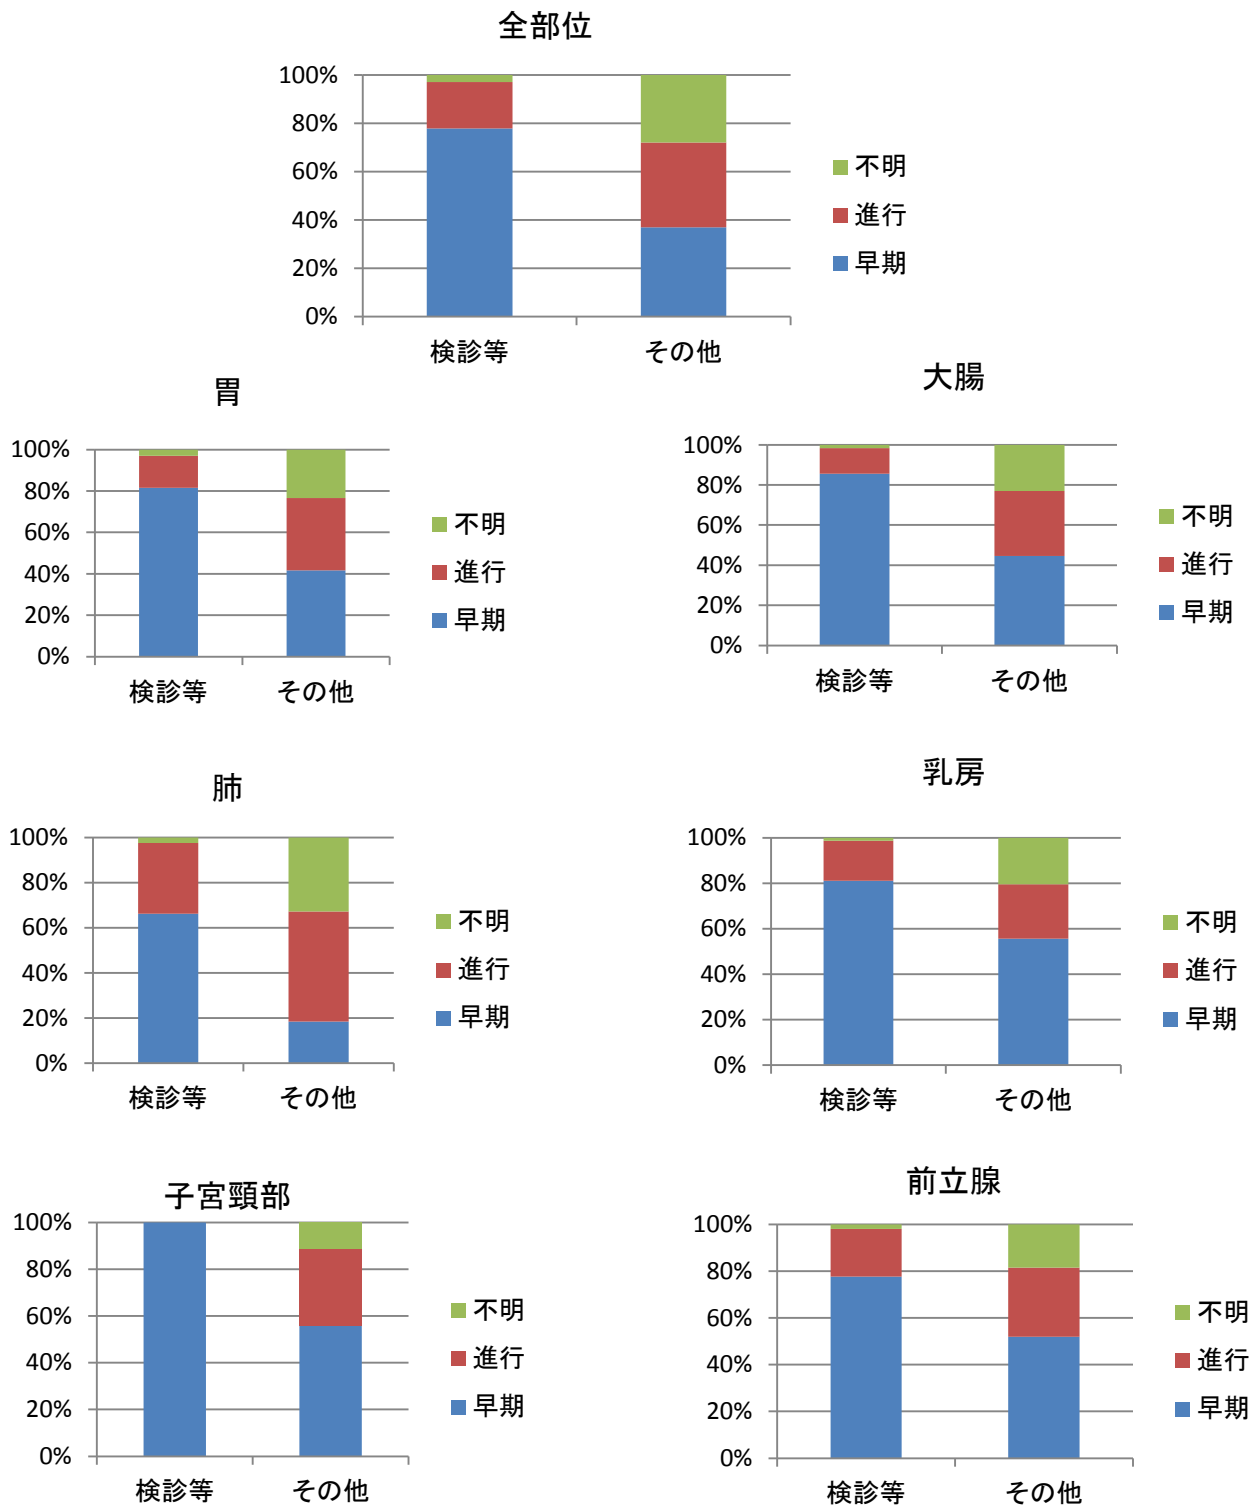 全部位
100%
80%
60%
40%
20%
0%
検診等
その他
不明
進行
早期
胃
100%
80%
60%
40%
20%
0%
検診等
その他
不明
進行
早期
大腸
100%
80%
60%
40%
20%
0%
検診等
その他
不明
進行
早期
肺
100%
80%
60%
40%
20%
0%
検診等
その他
不明
進行
早期
乳房
100%
80%
60%
40%
20%
0%
検診等
その他
不明
進行
早期
子宮頸部
100%
80%
60%
40%
20%
0%
検診等
その他
不明
進行
早期
前立腺
100%
80%
60%
40%
20%
0%
検診等
その他
不明
進行
早期